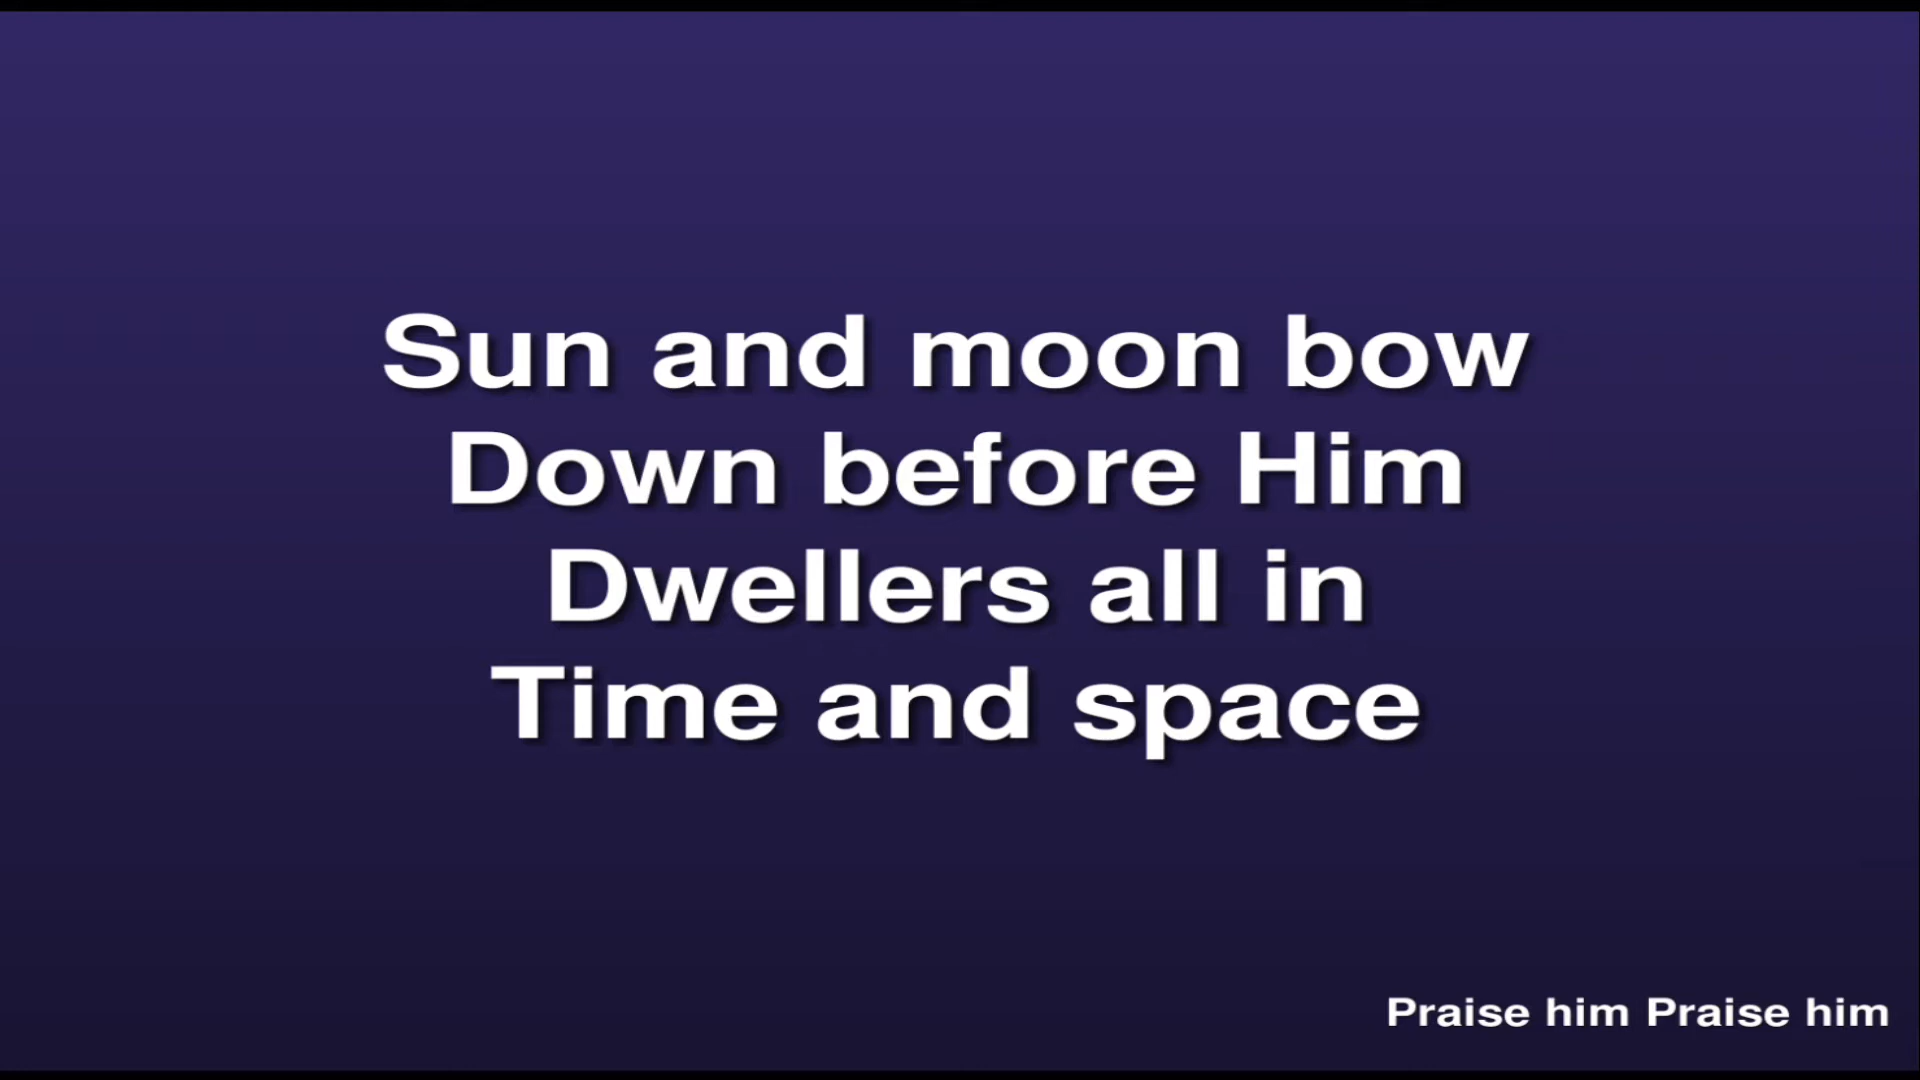 Sun and moon bow
Down before Him
Dwellers all in
Time and space
Praise him Praise him